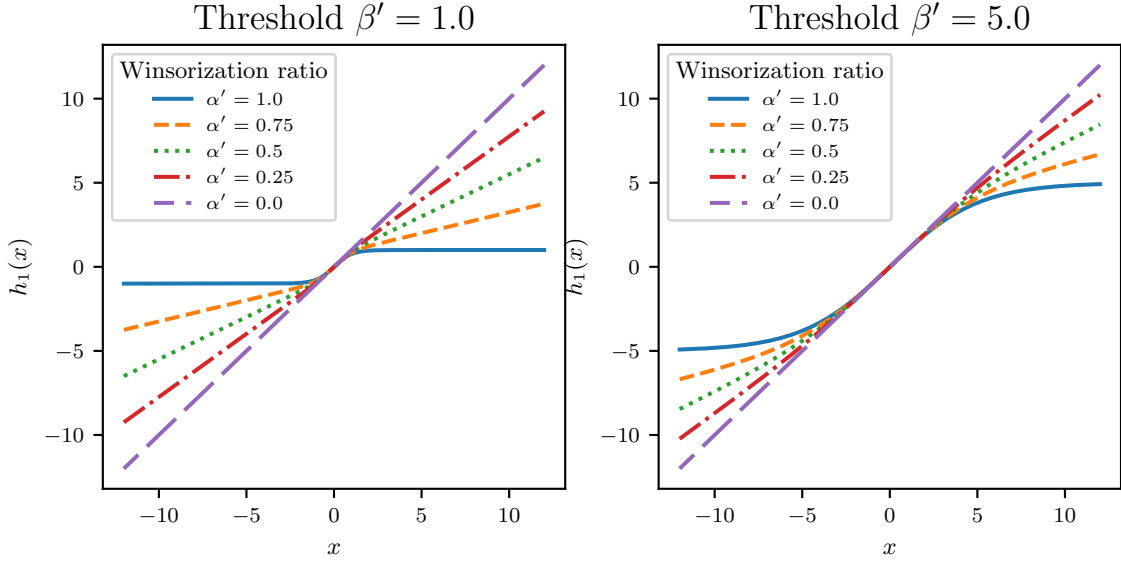 Threshold β′ = 1.0
Winsorization ratio
α′ = 1.0
α′ = 0.75
α′ = 0.5
α′ = 0.25
α′ = 0.0
10
5
0
−5
−10
h₁(x)
−10
−5
0
5
10
x
Threshold β′ = 5.0
Winsorization ratio
α′ = 1.0
α′ = 0.75
α′ = 0.5
α′ = 0.25
α′ = 0.0
10
5
0
−5
−10
h₁(x)
−10
−5
0
5
10
x